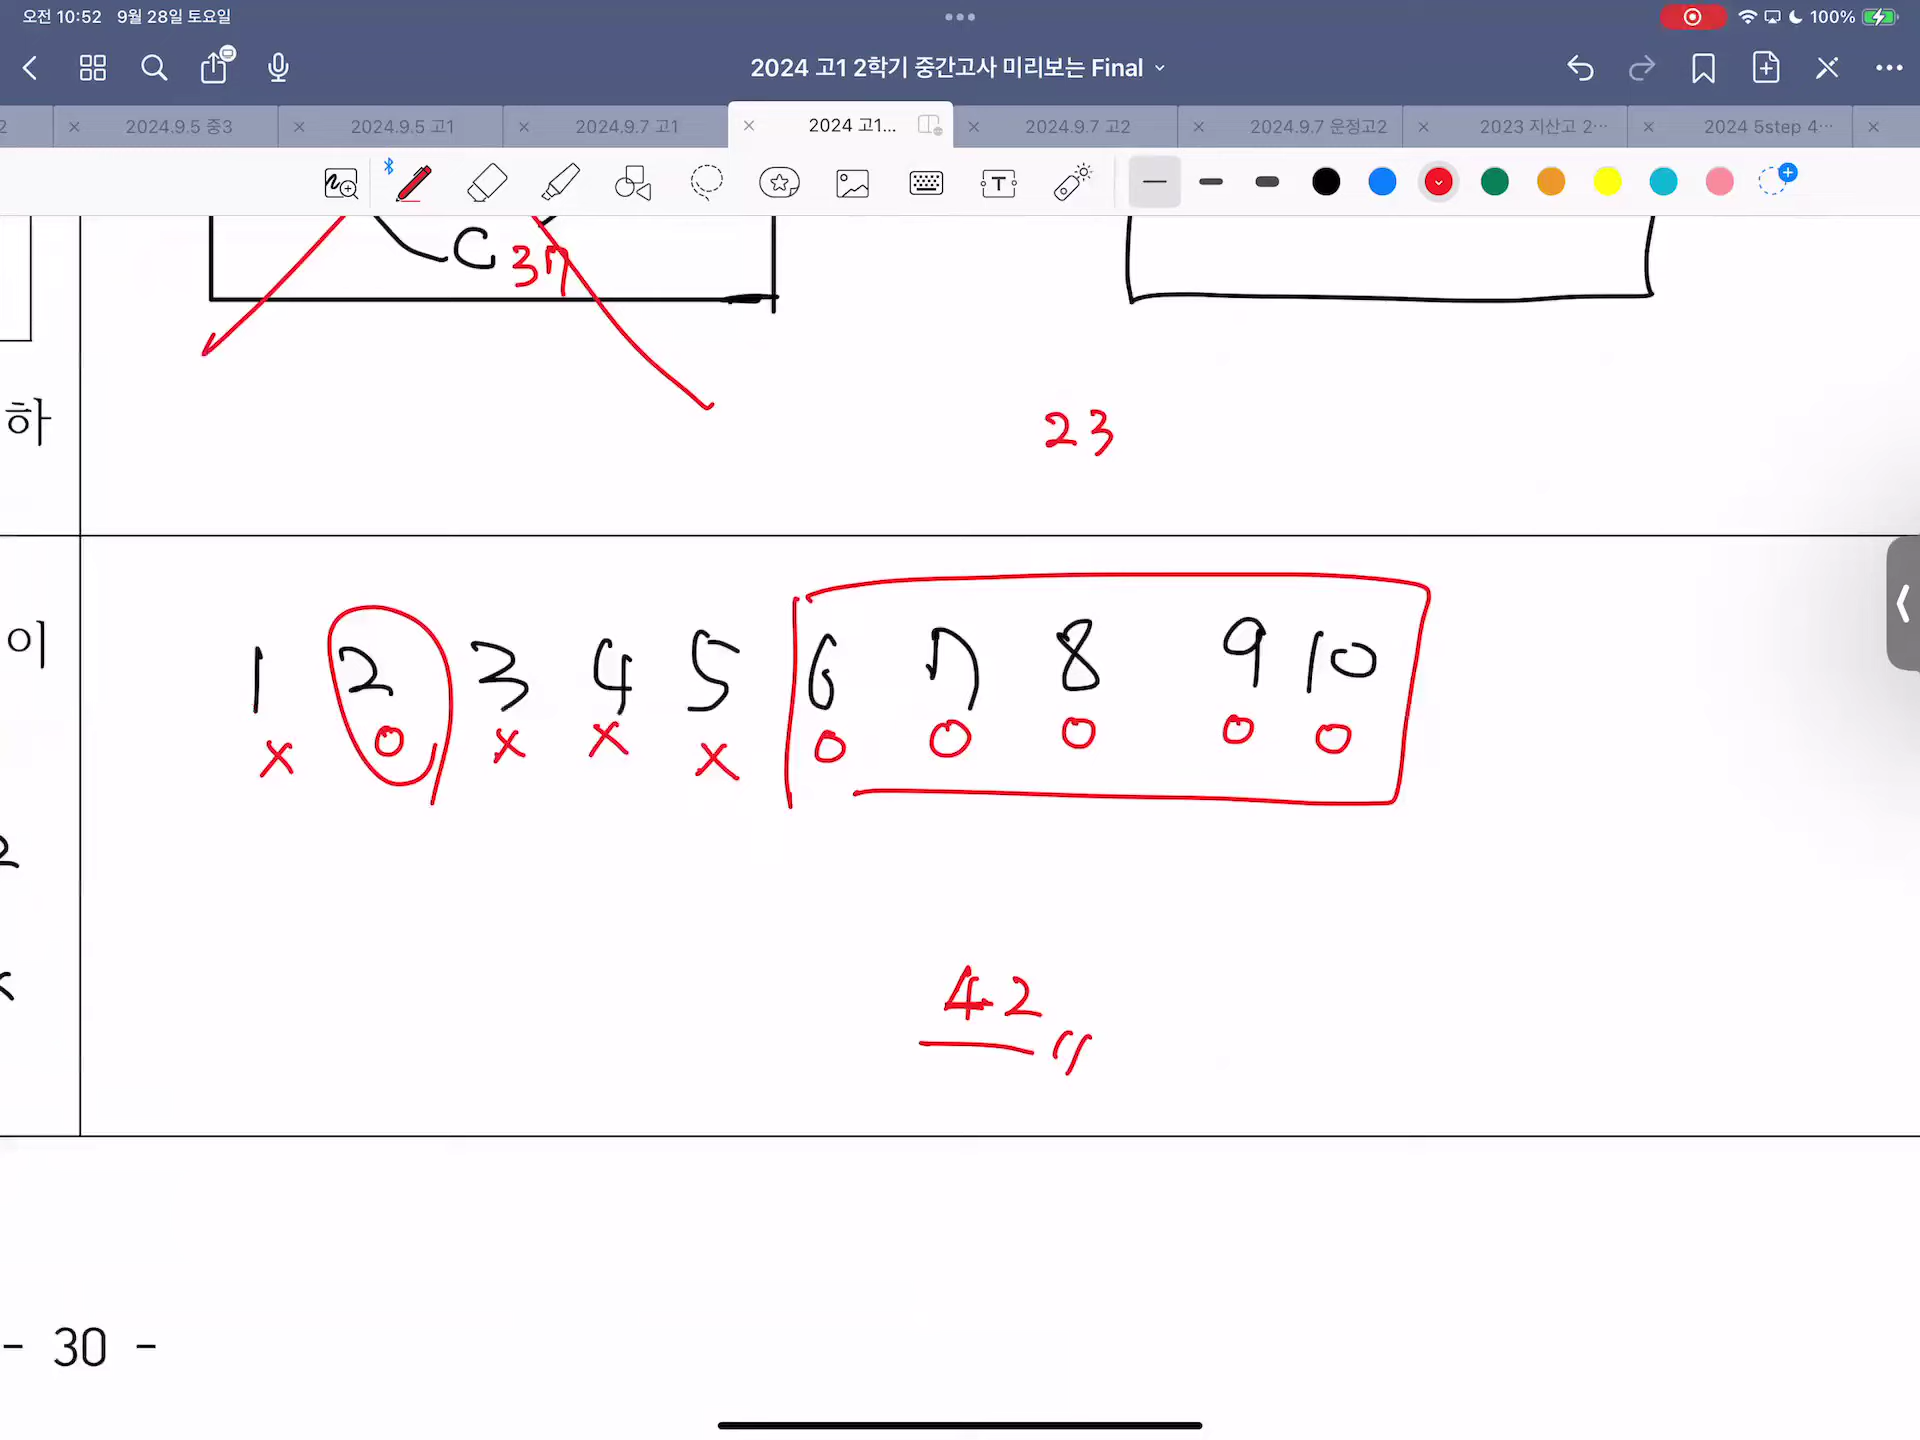 오전 10:52 9월 28일 토요일
100%
2024 고1 2학기 중간고사 미리보는 Final
2 2024.9.5 중3 2024.9.5 고1 2024.9.7 고1 2024 고1... 2024.9.7 고2 2024.9.7 운정고2 2023 지산고 2··· 2024 5step 4···
C 37
하
23
이
1 2 3 4 5 6 7 8 9 10
x o x x x o o o o o
42
- 30 -